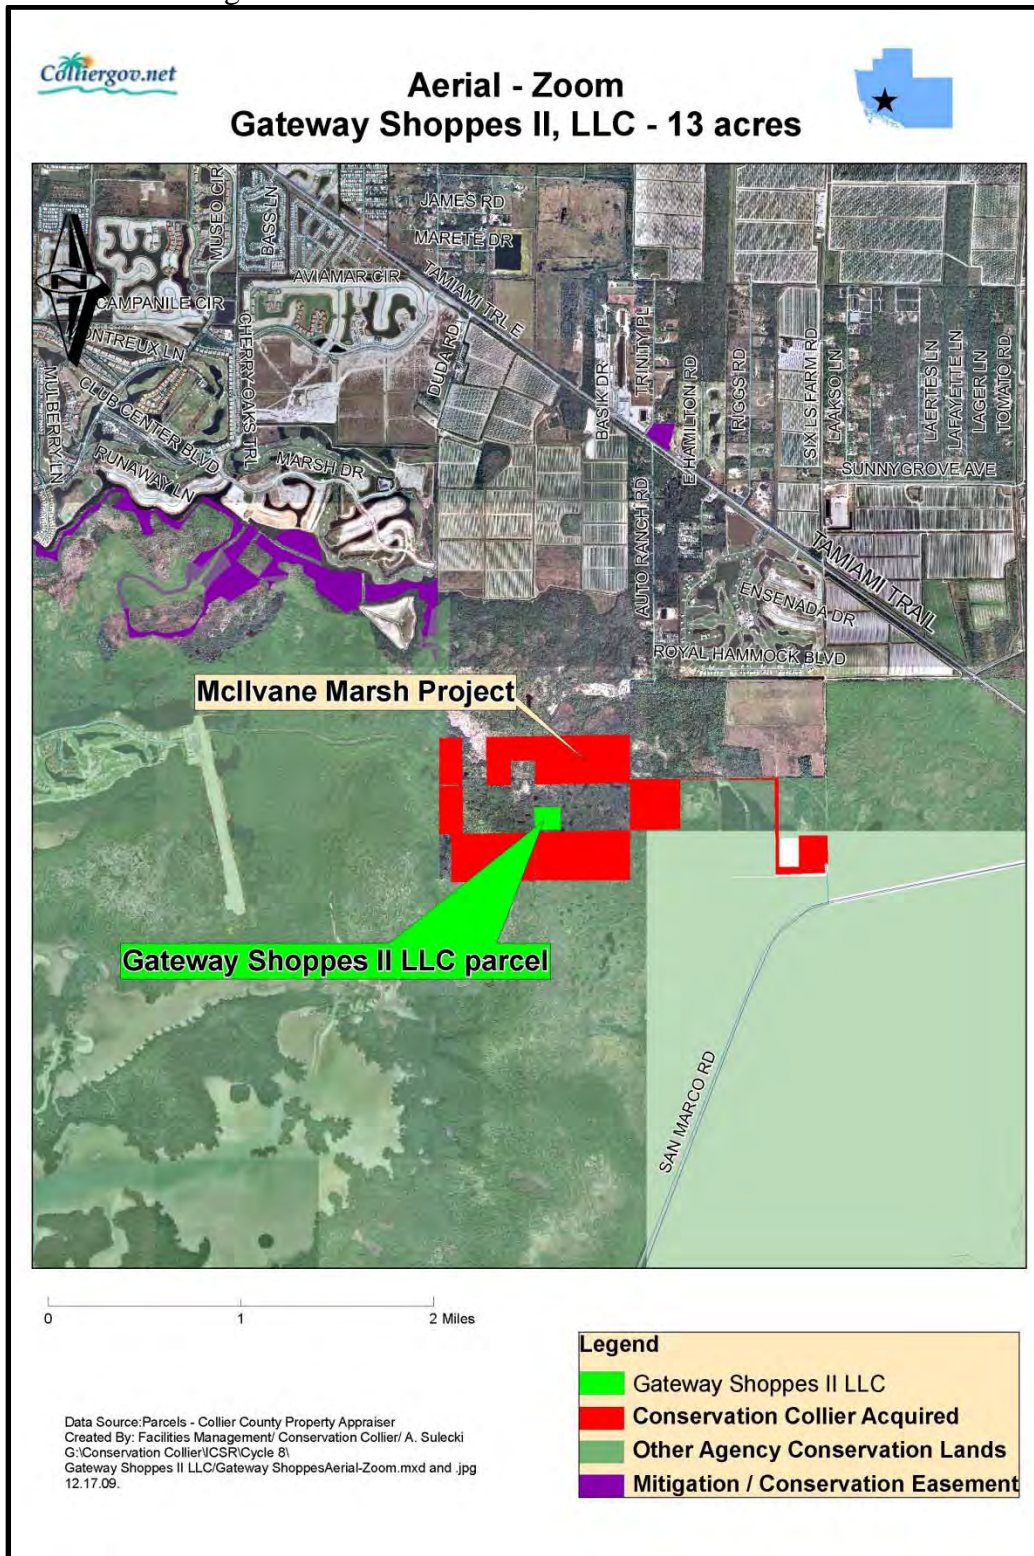 Colliergov.net
Aerial - Zoom
Gateway Shoppes II, LLC - 13 acres
JAMES RD
MARETE DR
MUSEO CIR
BASS LN
AVIAMAR CIR
TAMIAMI TRL E
N
CAMPANILE CIR
MONTREUX LN
CHERRY OAKS TRL
DUDA RD
BASIK DR
TRINITY PL
E HAMILTON RD
RIGGS RD
SIX LS FARM RD
LAAKSO LN
LAERTES LN
LAFAYETTE LN
LAGER LN
TOMATO RD
MULBERRY LN
CLUB CENTER BLVD
RUNAWAY LN
MARSH DR
SUNNYGROVE AVE
AUTO RANCH RD
TAMIAMI TRAIL
ENSENADA DR
ROYAL HAMMOCK BLVD
McIlvane Marsh Project
Gateway Shoppes II LLC parcel
SAN MARCO RD
0 1 2 Miles
Legend
Gateway Shoppes II LLC
Conservation Collier Acquired
Other Agency Conservation Lands
Mitigation / Conservation Easement
Data Source:Parcels - Collier County Property Appraiser
Created By: Facilities Management/ Conservation Collier/ A. Sulecki
G:\Conservation Collier\ICSR\Cycle 8\
Gateway Shoppes II LLC/Gateway ShoppesAerial-Zoom.mxd and .jpg
12.17.09.